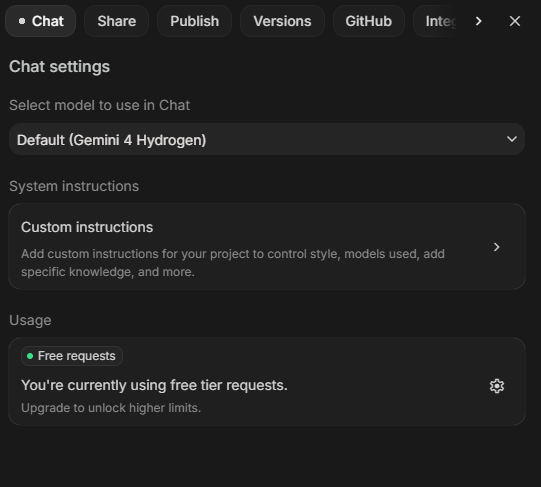 Chat Share Publish Versions GitHub
Chat settings
Select model to use in Chat
Default (Gemini 4 Hydrogen)
System instructions
Custom instructions
Add custom instructions for your project to control style, models used, add
specific knowledge, and more.
Usage
Free requests
You're currently using free tier requests.
Upgrade to unlock higher limits.